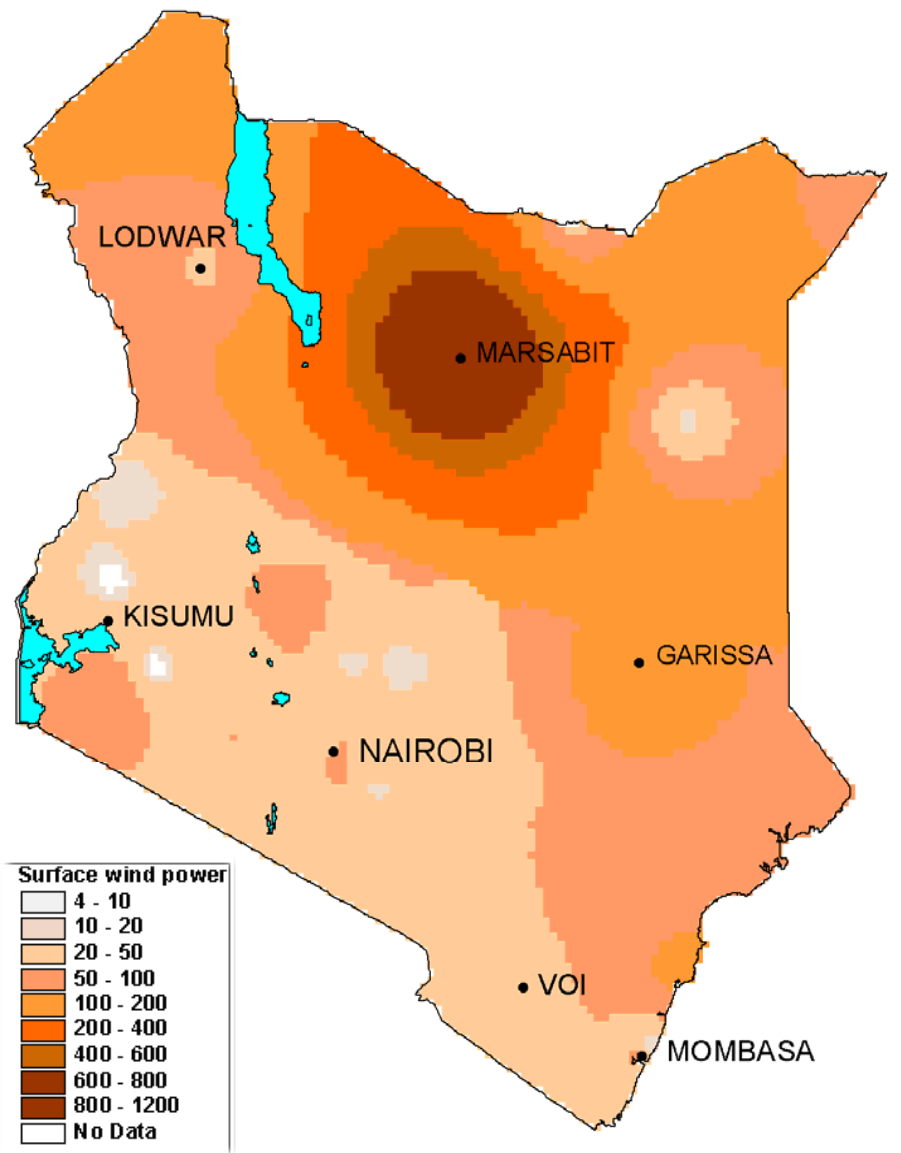 LODWAR
MARSABIT
KISUMU
GARISSA
NAIROBI
VOI
MOMBASA
Surface wind power
4 - 10
10 - 20
20 - 50
50 - 100
100 - 200
200 - 400
400 - 600
600 - 800
800 - 1200
No Data